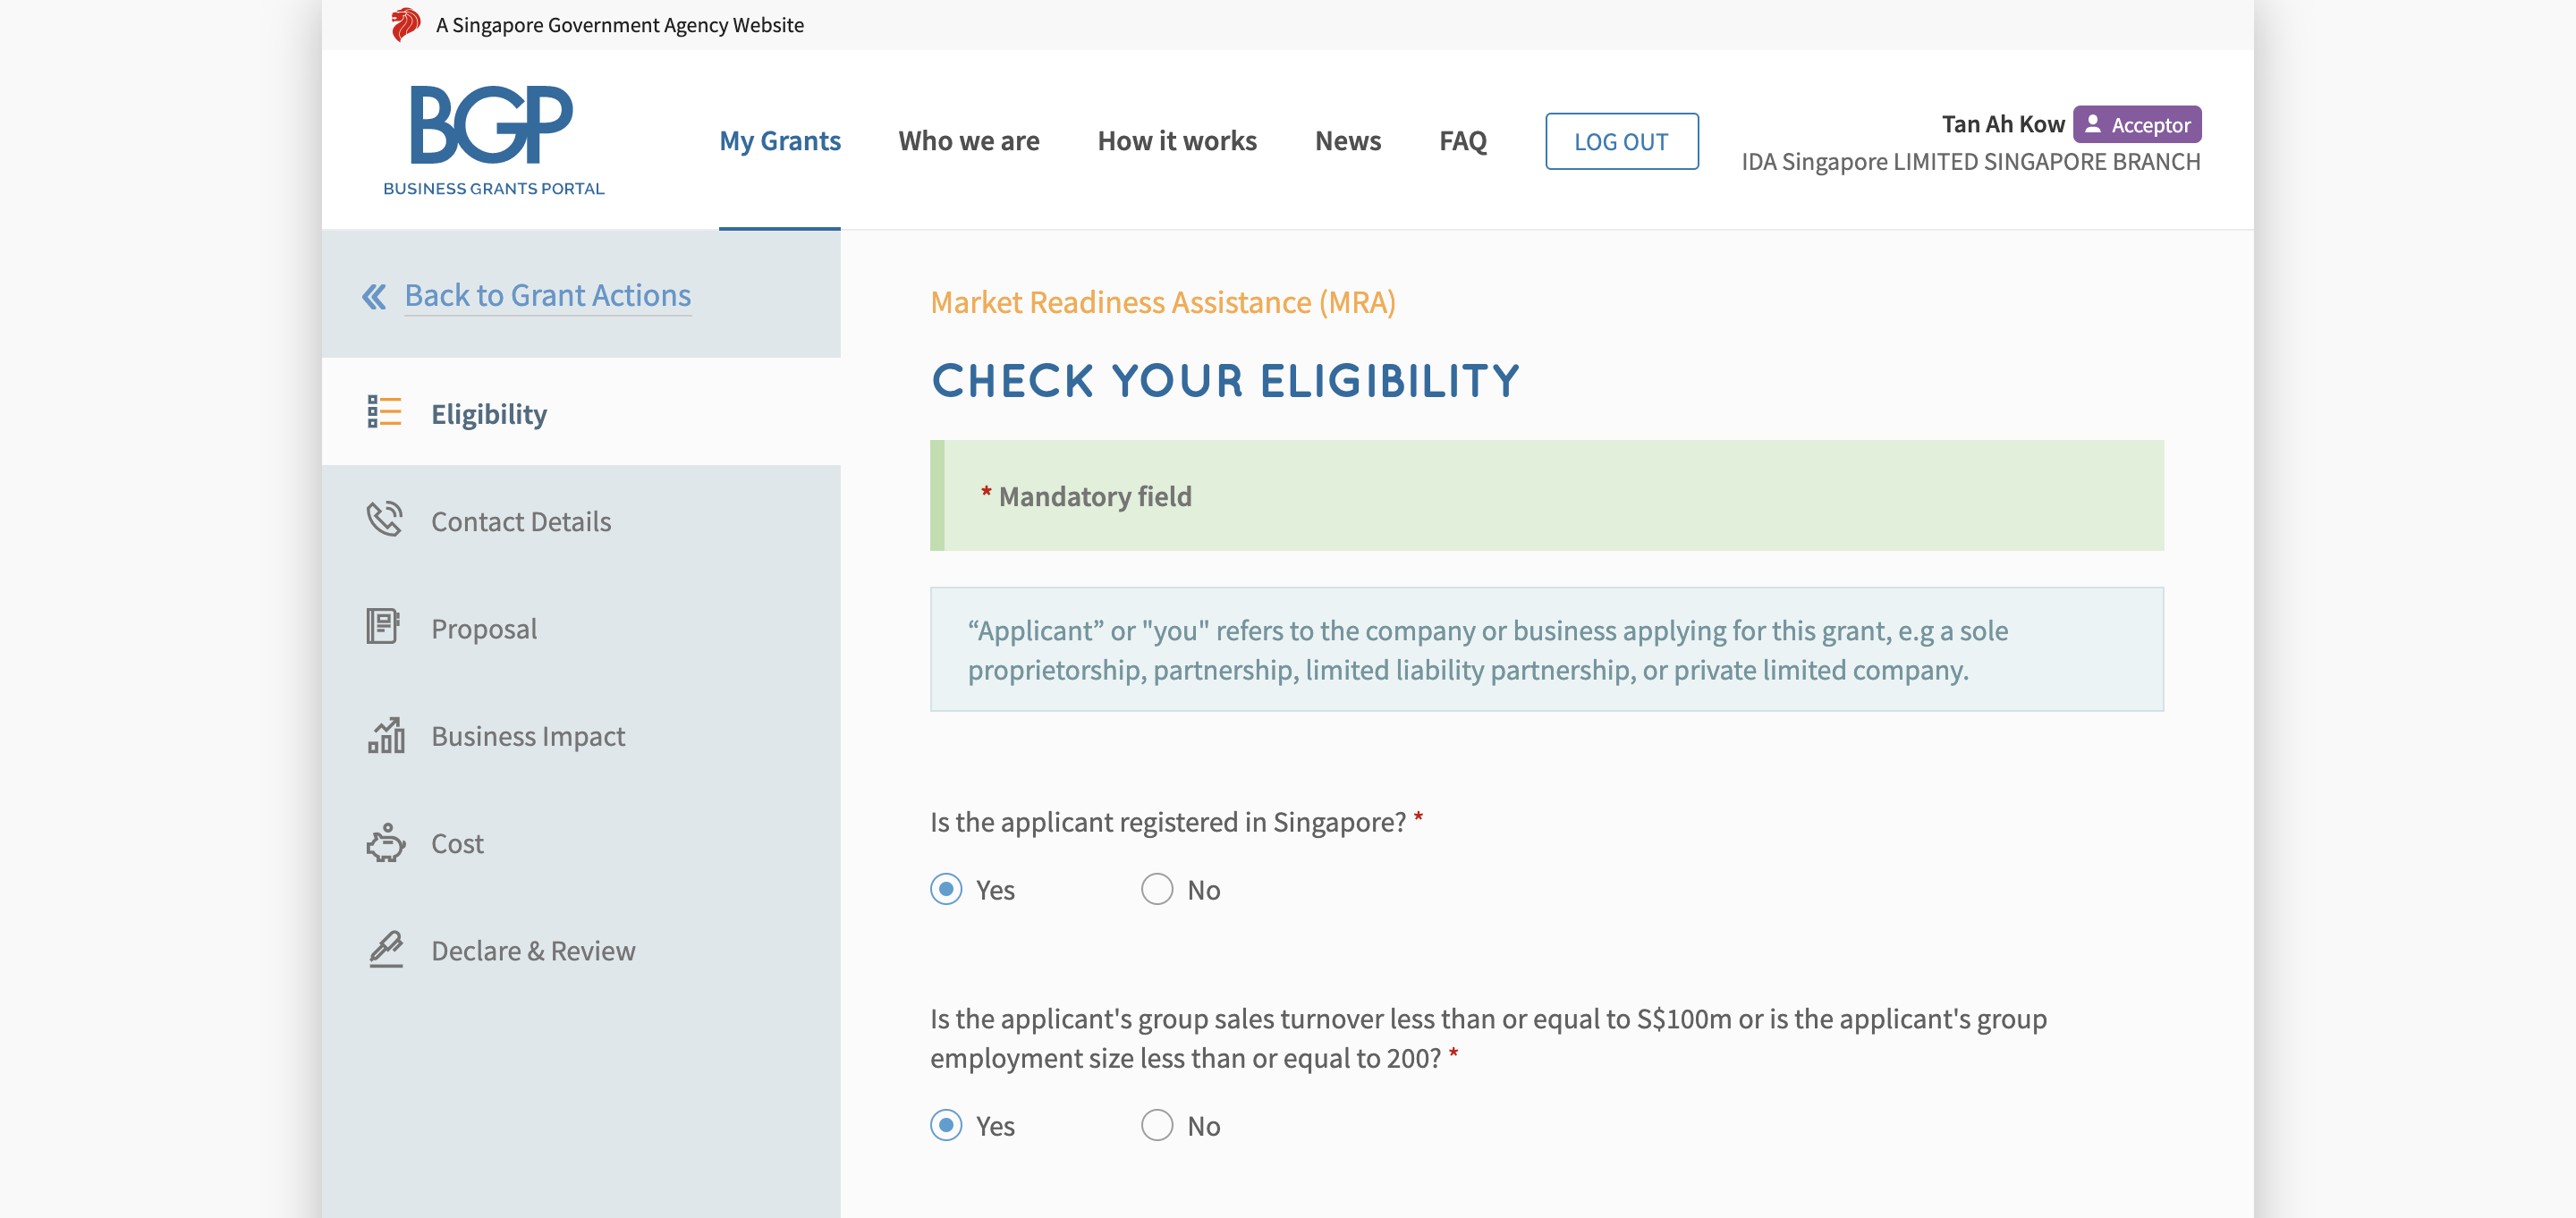 A Singapore Government Agency Website
BGP
BUSINESS GRANTS PORTAL
My Grants
Who we are
How it works
News
FAQ
LOG OUT
Tan Ah Kow
Acceptor
IDA Singapore LIMITED SINGAPORE BRANCH
Back to Grant Actions
Eligibility
Contact Details
Proposal
Business Impact
Cost
Declare & Review
Market Readiness Assistance (MRA)
CHECK YOUR ELIGIBILITY
* Mandatory field
“Applicant” or "you" refers to the company or business applying for this grant, e.g a sole
proprietorship, partnership, limited liability partnership, or private limited company.
Is the applicant registered in Singapore? *
Yes
No
Is the applicant's group sales turnover less than or equal to S$100m or is the applicant's group
employment size less than or equal to 200? *
Yes
No